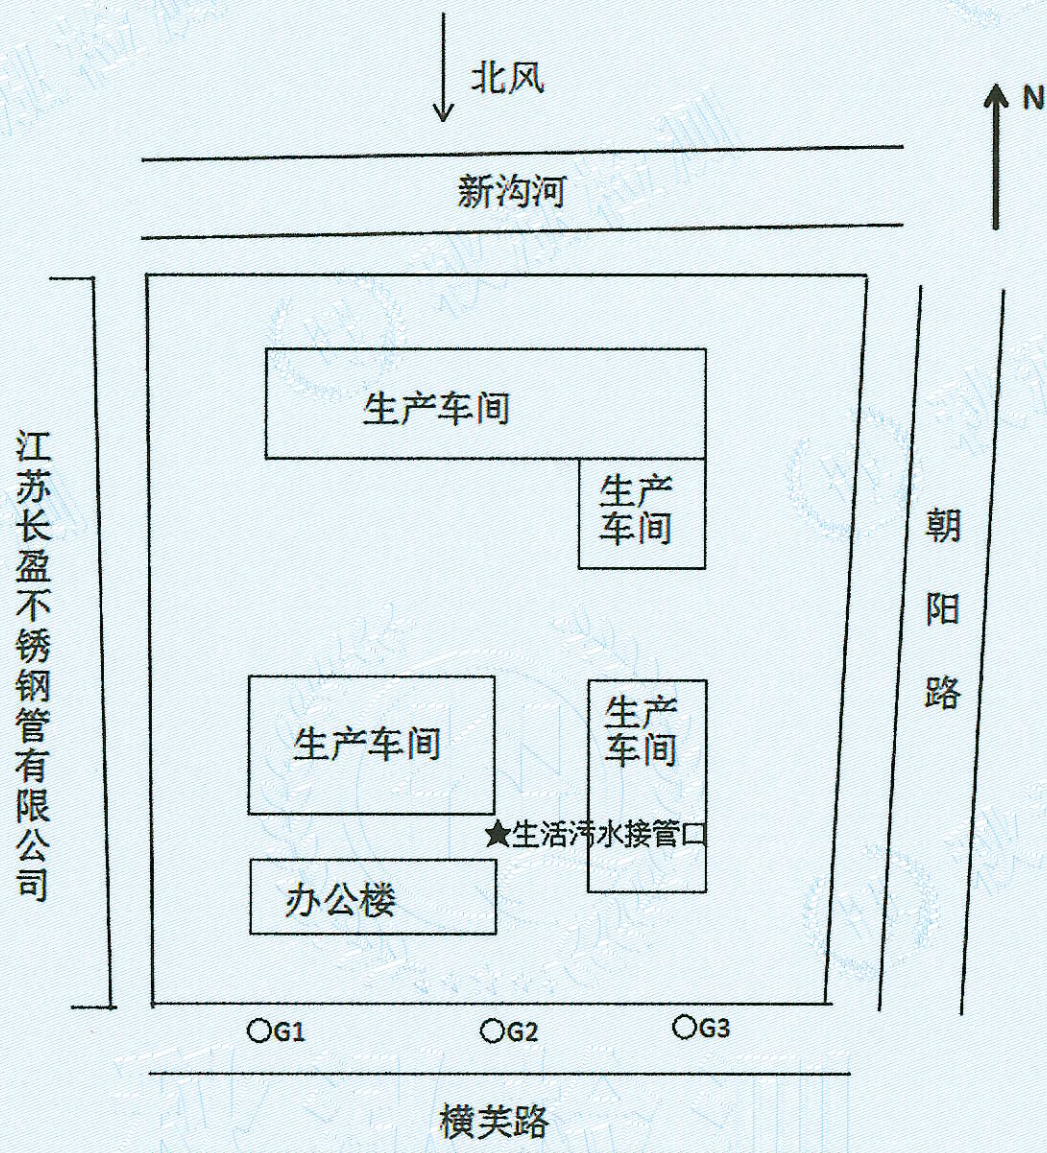 北风
N
新沟河
生产车间
生产
车间
江苏长盈不锈钢管有限公司
朝阳路
生产车间
生产
车间
★生活污水接管口
办公楼
G1
G2
G3
横芙路